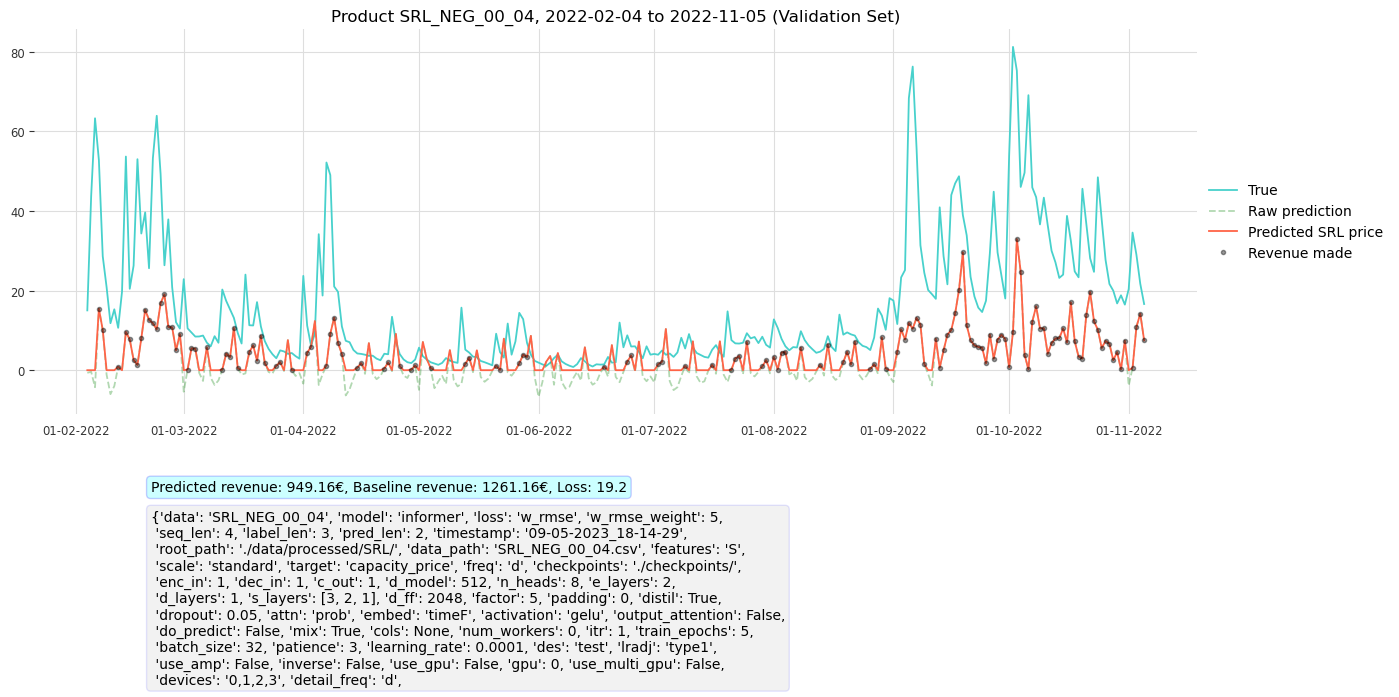 Product SRL_NEG_00_04, 2022-02-04 to 2022-11-05 (Validation Set)
80
60
40
20
0
01-02-2022 01-03-2022 01-04-2022 01-05-2022 01-06-2022 01-07-2022 01-08-2022 01-09-2022 01-10-2022 01-11-2022
True
Raw prediction
Predicted SRL price
Revenue made
Predicted revenue: 949.16€, Baseline revenue: 1261.16€, Loss: 19.2
{'data': 'SRL_NEG_00_04', 'model': 'informer', 'loss': 'w_rmse', 'w_rmse_weight': 5,
'seq_len': 4, 'label_len': 3, 'pred_len': 2, 'timestamp': '09-05-2023_18-14-29',
'root_path': './data/processed/SRL/', 'data_path': 'SRL_NEG_00_04.csv', 'features': 'S',
'scale': 'standard', 'target': 'capacity_price', 'freq': 'd', 'checkpoints': './checkpoints/',
'enc_in': 1, 'dec_in': 1, 'c_out': 1, 'd_model': 512, 'n_heads': 8, 'e_layers': 2,
'd_layers': 1, 's_layers': [3, 2, 1], 'd_ff': 2048, 'factor': 5, 'padding': 0, 'distil': True,
'dropout': 0.05, 'attn': 'prob', 'embed': 'timeF', 'activation': 'gelu', 'output_attention': False,
'do_predict': False, 'mix': True, 'cols': None, 'num_workers': 0, 'itr': 1, 'train_epochs': 5,
'batch_size': 32, 'patience': 3, 'learning_rate': 0.0001, 'des': 'test', 'lradj': 'type1',
'use_amp': False, 'inverse': False, 'use_gpu': False, 'gpu': 0, 'use_multi_gpu': False,
'devices': '0,1,2,3', 'detail_freq': 'd',